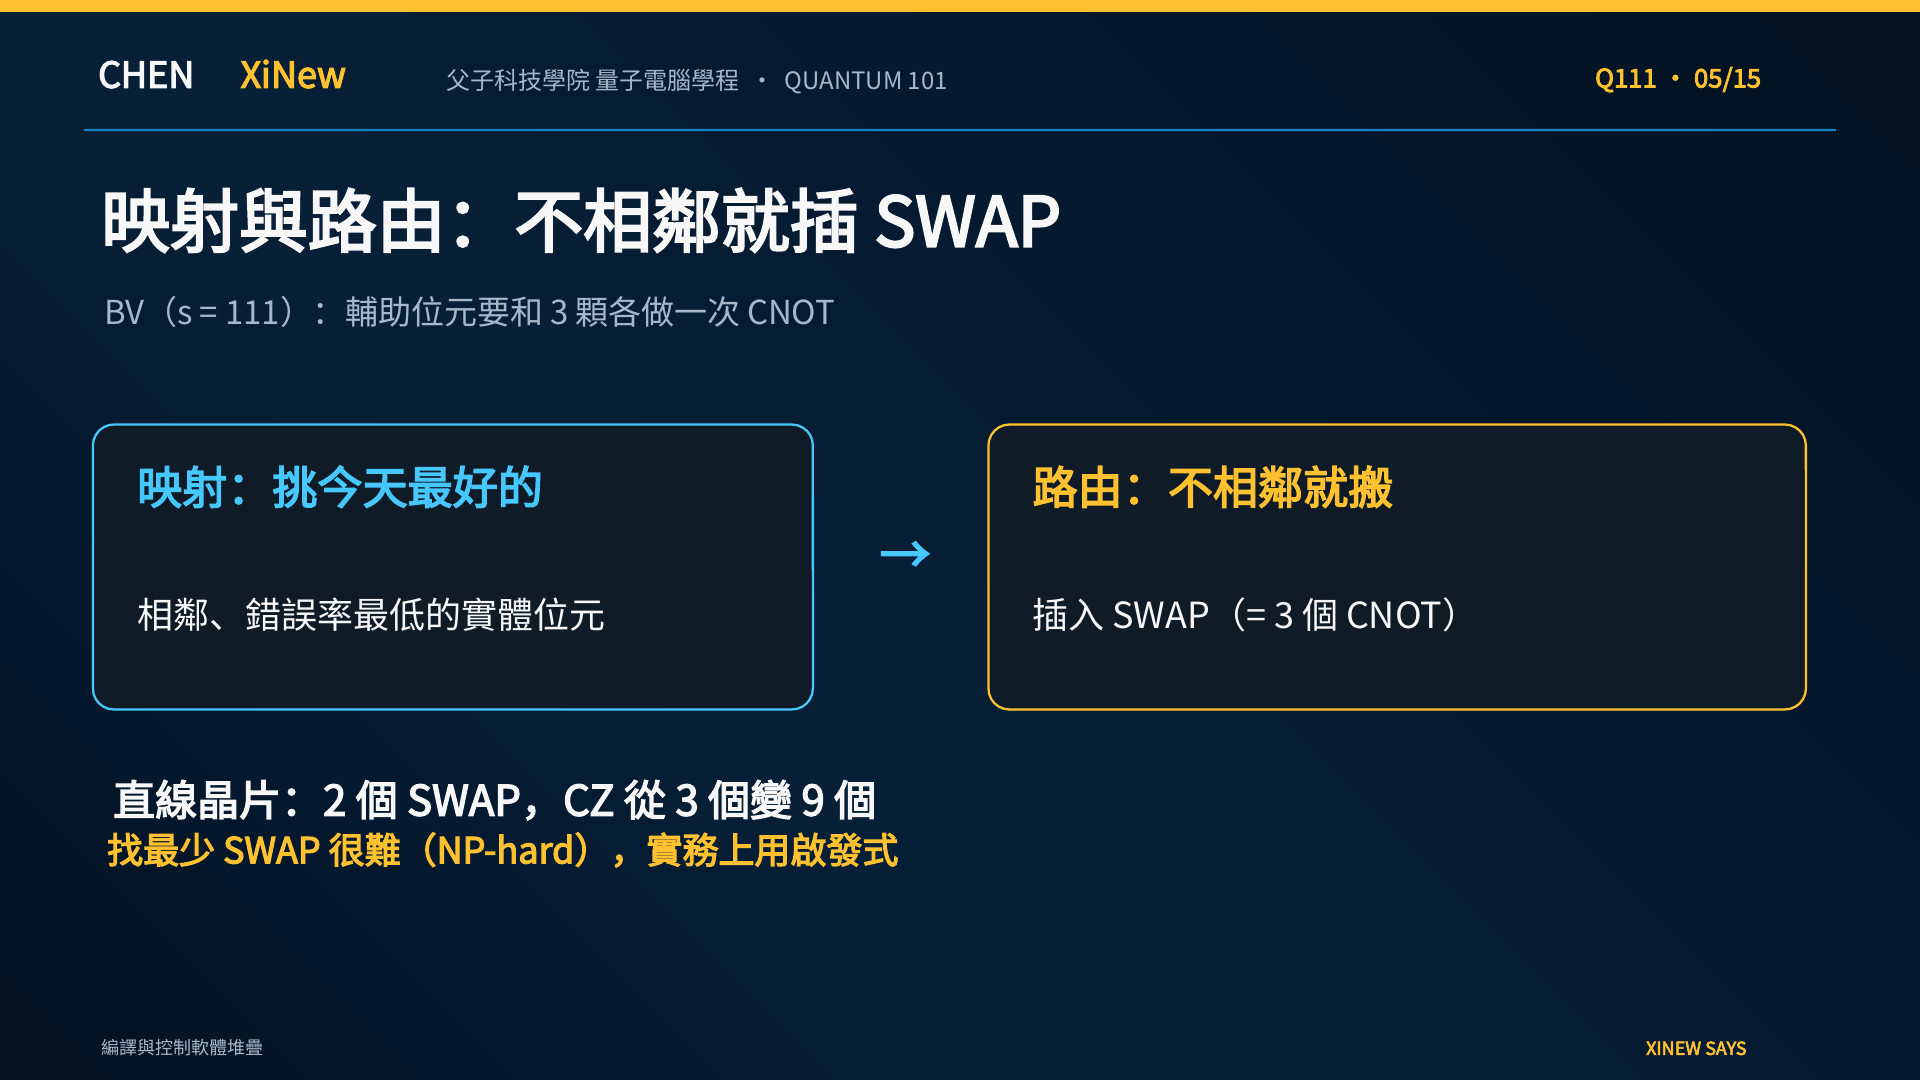 CHEN XiNew 父子科技學院 量子電腦學程 · QUANTUM 101 Q111 · 05/15
映射與路由：不相鄰就插 SWAP
BV（s = 111）：輔助位元要和 3 顆各做一次 CNOT
映射：挑今天最好的
相鄰、錯誤率最低的實體位元
→
路由：不相鄰就搬
插入 SWAP（= 3 個 CNOT）
直線晶片：2 個 SWAP，CZ 從 3 個變 9 個
找最少 SWAP 很難（NP-hard），實務上用啟發式
編譯與控制軟體堆疊
XINEW SAYS